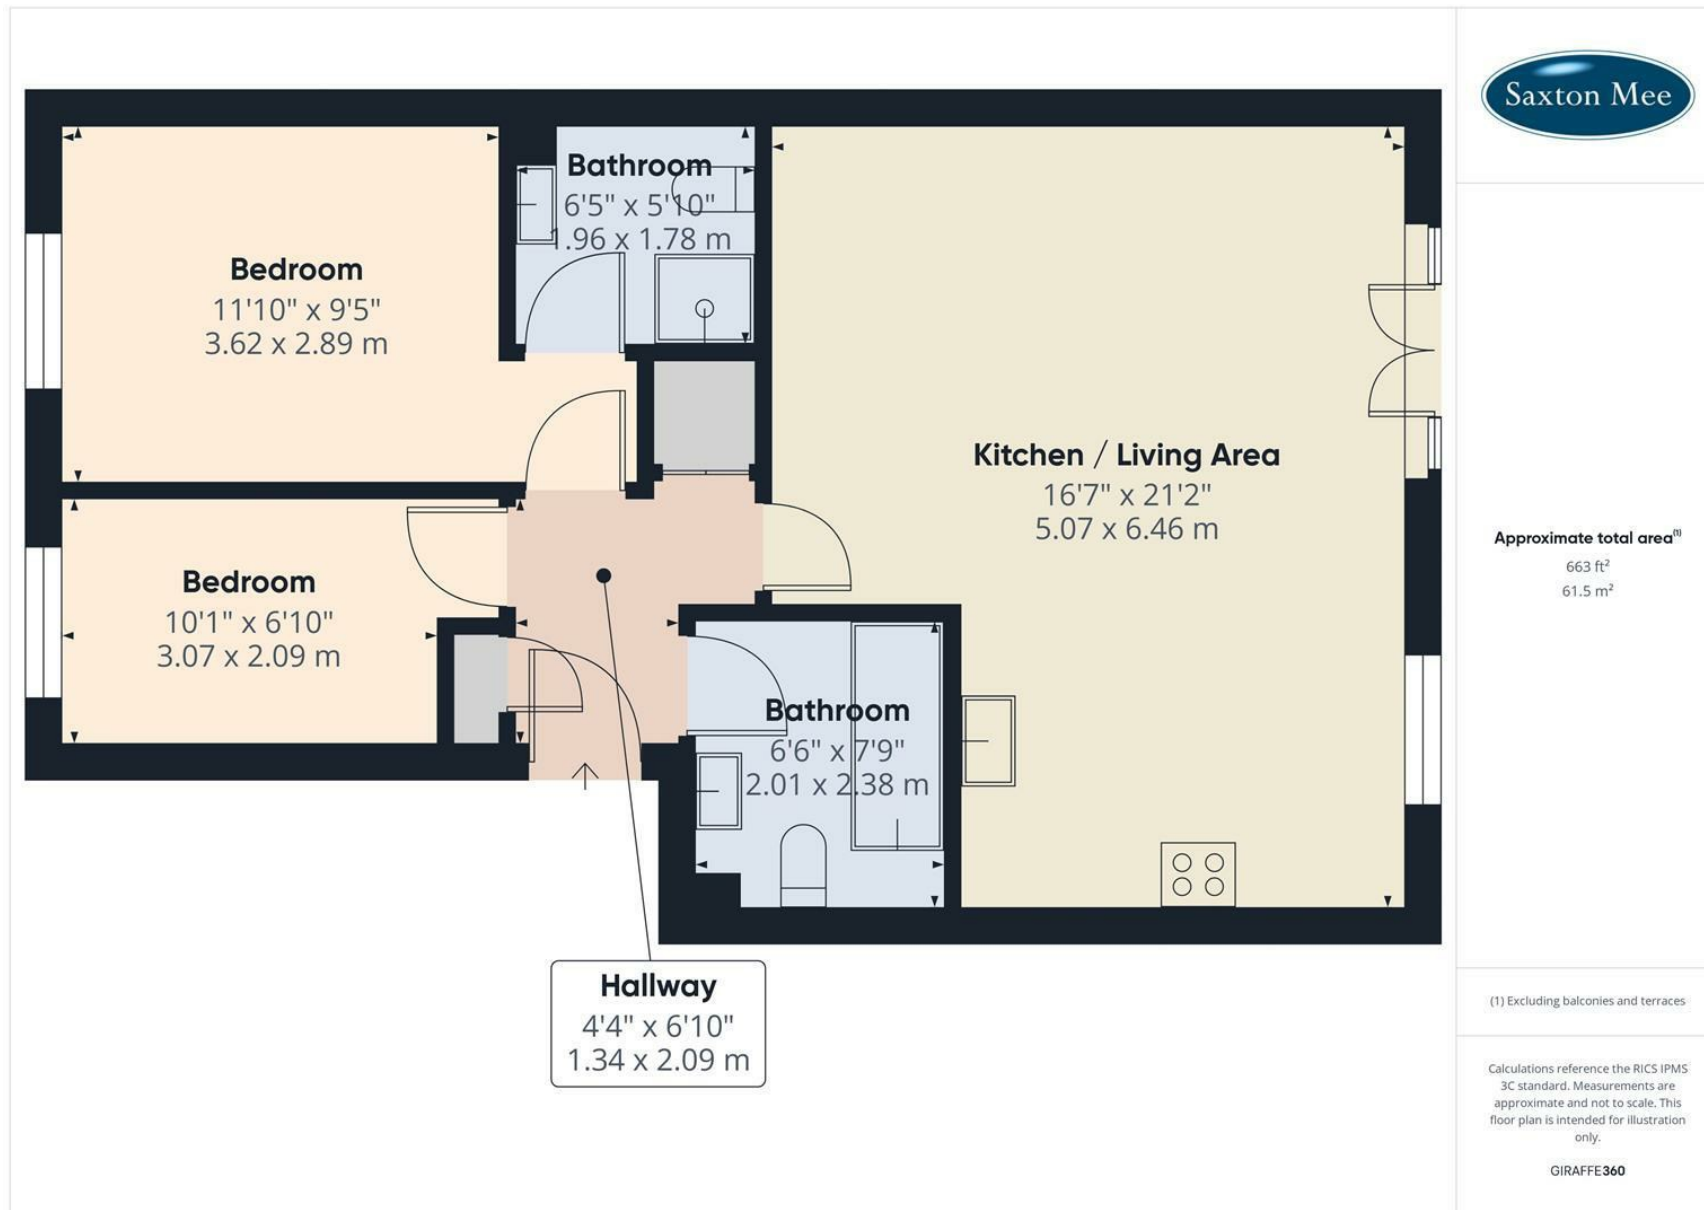 Saxton Mee
Bedroom
11'10" x 9'5"
3.62 x 2.89 m
Bathroom
6'5" x 5'10"
1.96 x 1.78 m
Kitchen / Living Area
16'7" x 21'2"
5.07 x 6.46 m
Bedroom
10'1" x 6'10"
3.07 x 2.09 m
Bathroom
6'6" x 7'9"
2.01 x 2.38 m
Hallway
4'4" x 6'10"
1.34 x 2.09 m
Approximate total area(1)
663 ft²
61.5 m²
(1) Excluding balconies and terraces
Calculations reference the RICS IPMS
3C standard. Measurements are
approximate and not to scale. This
floor plan is intended for illustration
only.
GIRAFFE360